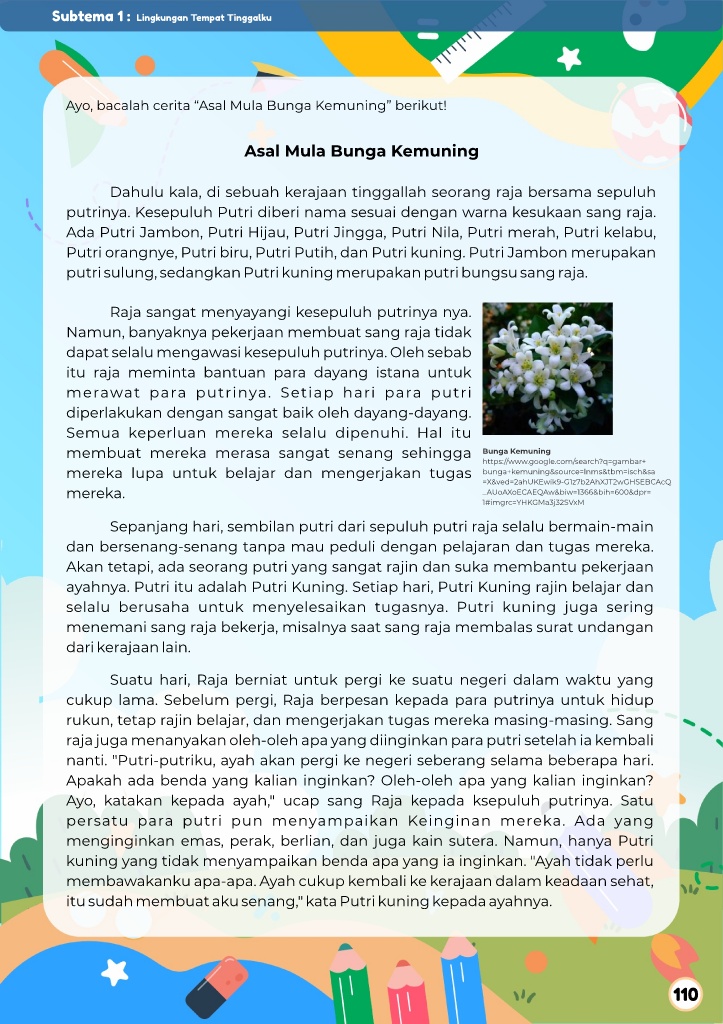 Subtema 1 : Lingkungan Tempat Tinggalku
Ayo, bacalah cerita “Asal Mula Bunga Kemuning” berikut!
Asal Mula Bunga Kemuning
Dahulu kala, di sebuah kerajaan tinggallah seorang raja bersama sepuluh
putrinya. Kesepuluh Putri diberi nama sesuai dengan warna kesukaan sang raja.
Ada Putri Jambon, Putri Hijau, Putri Jingga, Putri Nila, Putri merah, Putri kelabu,
Putri orangnye, Putri biru, Putri Putih, dan Putri kuning. Putri Jambon merupakan
putri sulung, sedangkan Putri kuning merupakan putri bungsu sang raja.
Raja sangat menyayangi kesepuluh putrinya nya.
Namun, banyaknya pekerjaan membuat sang raja tidak
dapat selalu mengawasi kesepuluh putrinya. Oleh sebab
itu raja meminta bantuan para dayang istana untuk
merawat para putrinya. Setiap hari para putri
diperlakukan dengan sangat baik oleh dayang-dayang.
Semua keperluan mereka selalu dipenuhi. Hal itu
membuat mereka merasa sangat senang sehingga
mereka lupa untuk belajar dan mengerjakan tugas
mereka.
Bunga Kemuning
https://www.google.com/search?q=gambar+
bunga+kemuning&source=lnms&tbm=isch&sa
=X&ved=2ahUKEwik9-G1z7b2AhXJT2wGHSEBCAcQ
_AUoAXoECAEQAw&biw=1366&bih=600&dpr=
1#imgrc=YHKGMa3j32SVxM
Sepanjang hari, sembilan putri dari sepuluh putri raja selalu bermain-main
dan bersenang-senang tanpa mau peduli dengan pelajaran dan tugas mereka.
Akan tetapi, ada seorang putri yang sangat rajin dan suka membantu pekerjaan
ayahnya. Putri itu adalah Putri Kuning. Setiap hari, Putri Kuning rajin belajar dan
selalu berusaha untuk menyelesaikan tugasnya. Putri kuning juga sering
menemani sang raja bekerja, misalnya saat sang raja membalas surat undangan
dari kerajaan lain.
Suatu hari, Raja berniat untuk pergi ke suatu negeri dalam waktu yang
cukup lama. Sebelum pergi, Raja berpesan kepada para putrinya untuk hidup
rukun, tetap rajin belajar, dan mengerjakan tugas mereka masing-masing. Sang
raja juga menanyakan oleh-oleh apa yang diinginkan para putri setelah ia kembali
nanti. "Putri-putriku, ayah akan pergi ke negeri seberang selama beberapa hari.
Apakah ada benda yang kalian inginkan? Oleh-oleh apa yang kalian inginkan?
Ayo, katakan kepada ayah," ucap sang Raja kepada ksepuluh putrinya. Satu
persatu para putri pun menyampaikan Keinginan mereka. Ada yang
menginginkan emas, perak, berlian, dan juga kain sutera. Namun, hanya Putri
kuning yang tidak menyampaikan benda apa yang ia inginkan. "Ayah tidak perlu
membawakanku apa-apa. Ayah cukup kembali ke kerajaan dalam keadaan sehat,
itu sudah membuat aku senang," kata Putri kuning kepada ayahnya.
110